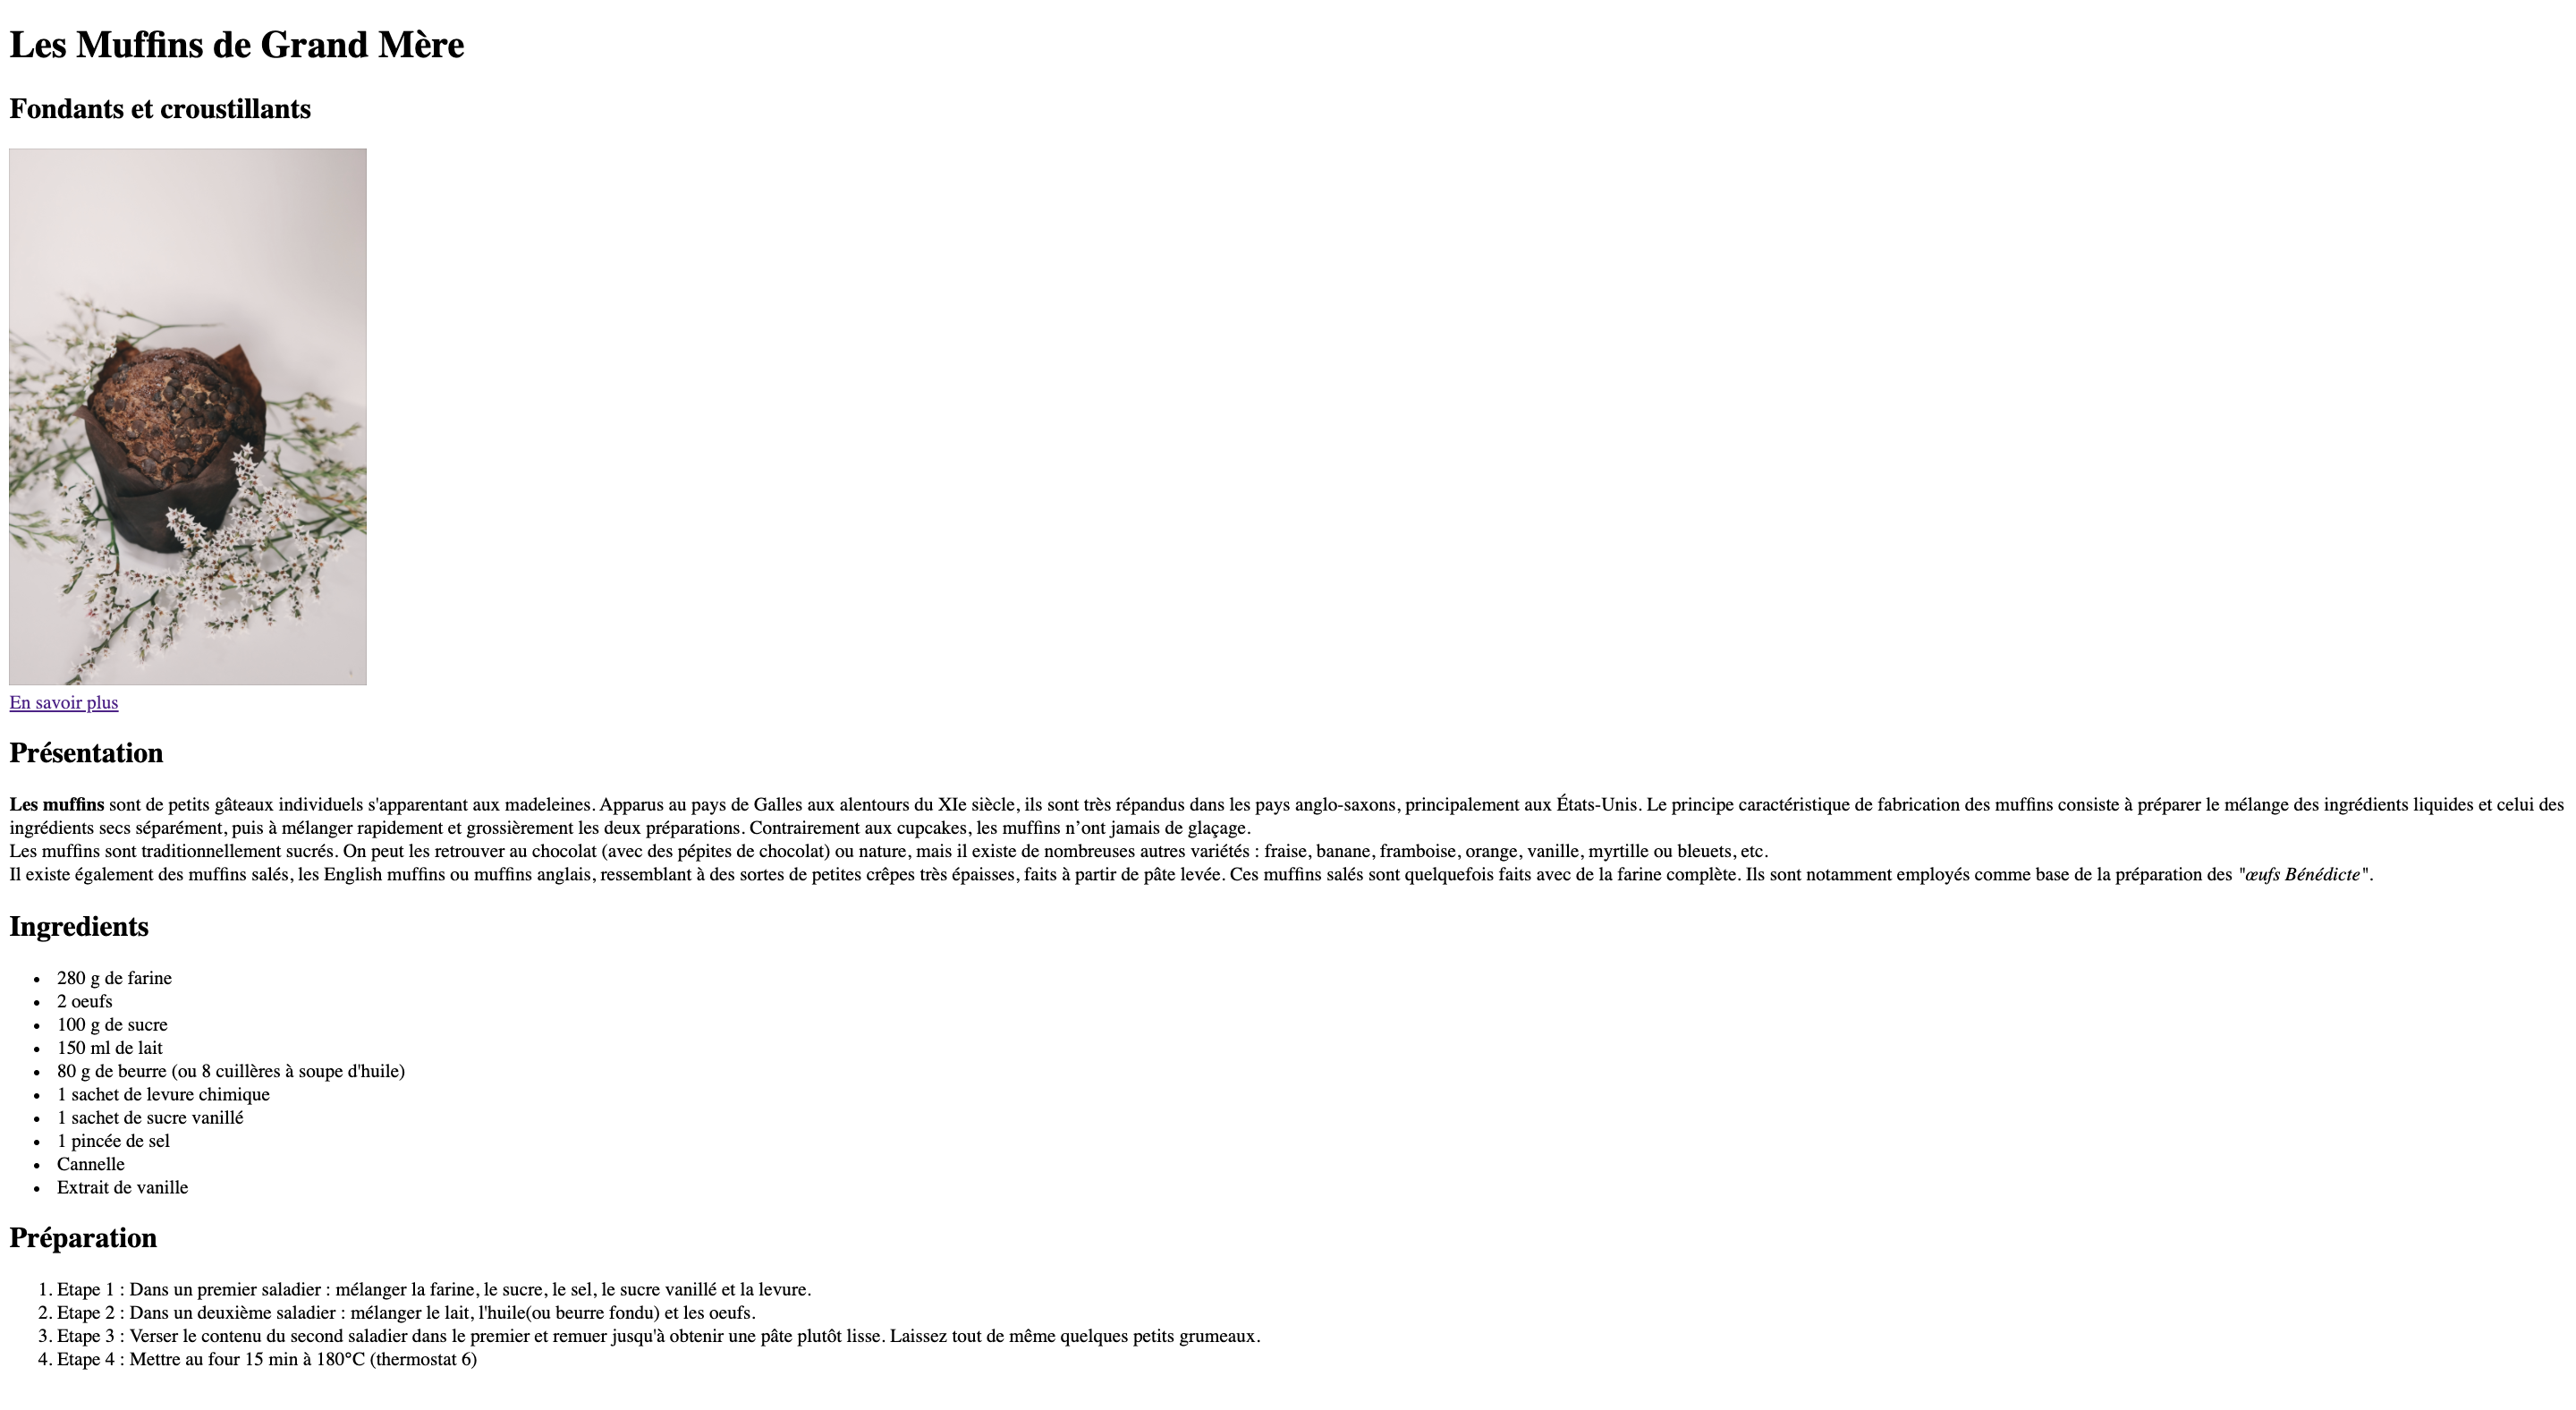 Les Muffins de Grand Mère
Fondants et croustillants
En savoir plus
Présentation
Les muffins sont de petits gâteaux individuels s'apparentant aux madeleines. Apparus au pays de Galles aux alentours du XIe siècle, ils sont très répandus dans les pays anglo-saxons, principalement aux États-Unis. Le principe caractéristique de fabrication des muffins consiste à préparer le mélange des ingrédients liquides et celui des
ingrédients secs séparément, puis à mélanger rapidement et grossièrement les deux préparations. Contrairement aux cupcakes, les muffins n’ont jamais de glaçage.
Les muffins sont traditionnellement sucrés. On peut les retrouver au chocolat (avec des pépites de chocolat) ou nature, mais il existe de nombreuses autres variétés : fraise, banane, framboise, orange, vanille, myrtille ou bleuets, etc.
Il existe également des muffins salés, les English muffins ou muffins anglais, ressemblant à des sortes de petites crêpes très épaisses, faits à partir de pâte levée. Ces muffins salés sont quelquefois faits avec de la farine complète. Ils sont notamment employés comme base de la préparation des "œufs Bénédicte".
Ingredients
• 280 g de farine
• 2 oeufs
• 100 g de sucre
• 150 ml de lait
• 80 g de beurre (ou 8 cuillères à soupe d'huile)
• 1 sachet de levure chimique
• 1 sachet de sucre vanillé
• 1 pincée de sel
• Cannelle
• Extrait de vanille
Préparation
1. Etape 1 : Dans un premier saladier : mélanger la farine, le sucre, le sel, le sucre vanillé et la levure.
2. Etape 2 : Dans un deuxième saladier : mélanger le lait, l'huile(ou beurre fondu) et les oeufs.
3. Etape 3 : Verser le contenu du second saladier dans le premier et remuer jusqu'à obtenir une pâte plutôt lisse. Laissez tout de même quelques petits grumeaux.
4. Etape 4 : Mettre au four 15 min à 180°C (thermostat 6)